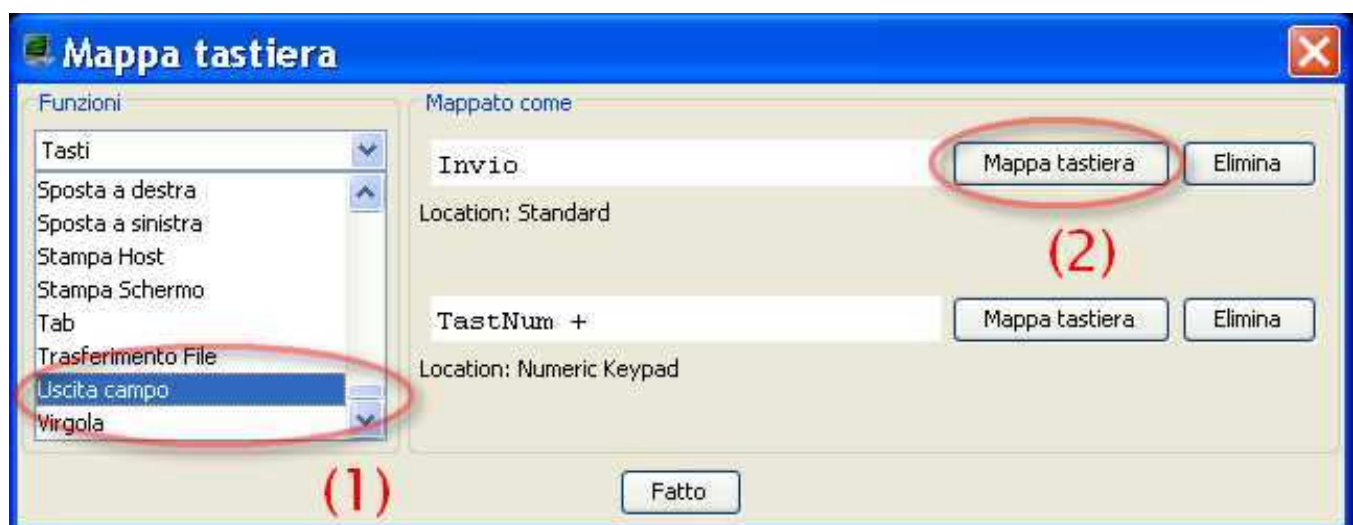 Mappa tastiera
Funzioni
Tasti
Sposta a destra
Sposta a sinistra
Stampa Host
Stampa Schermo
Tab
Trasferimento File
Uscita campo
Virgola
(1)
Mappato come
Invio Mappa tastiera Elimina
Location: Standard
(2)
TastNum + Mappa tastiera Elimina
Location: Numeric Keypad
Fatto